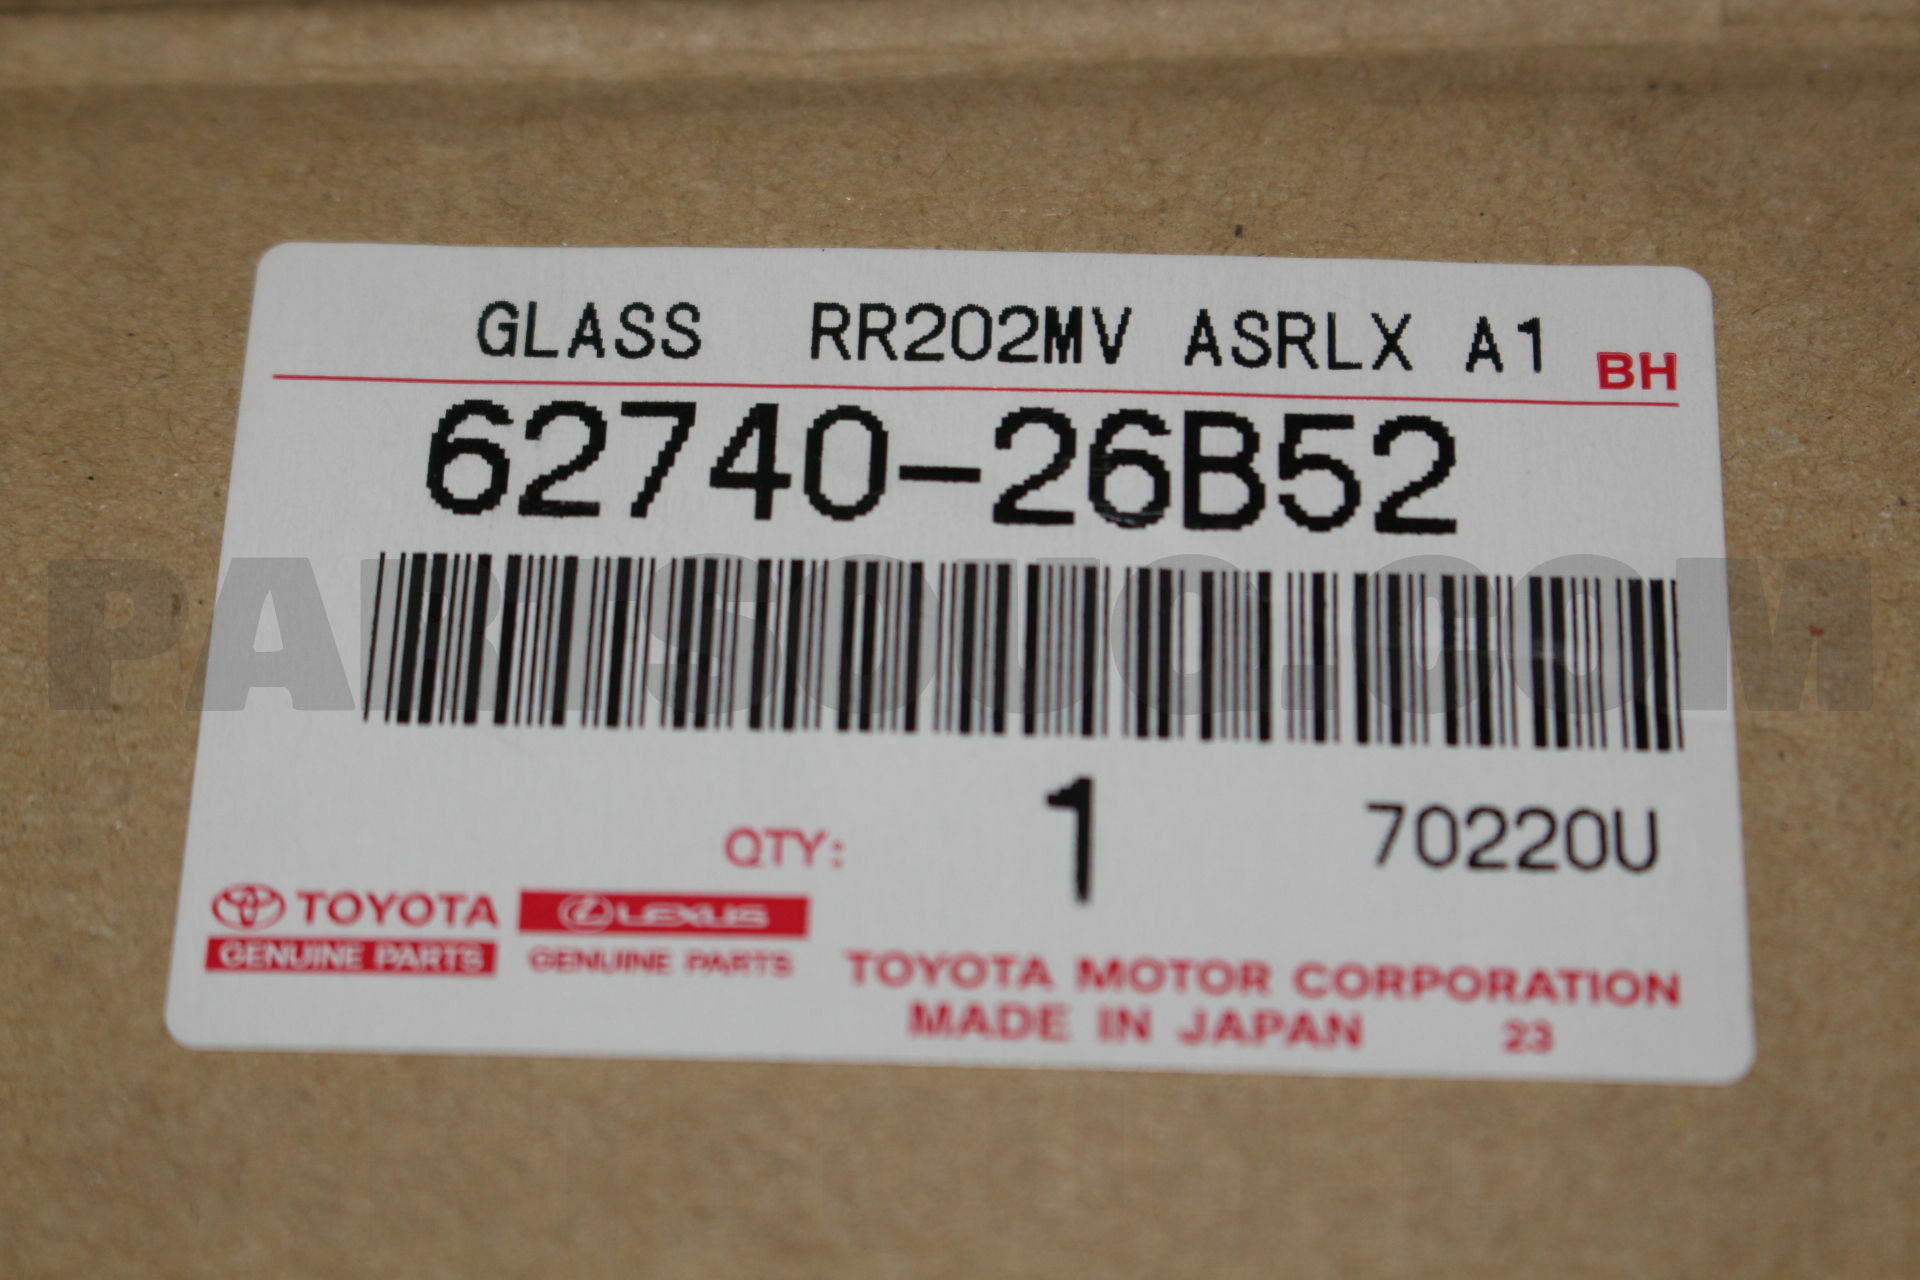 GLASS RR202MV ASRLX A1 BH
62740-26B52
PARTSOUQ.COM
QTY: 1 70220U
TOYOTA LEXUS
GENUINE PARTS GENUINE PARTS
TOYOTA MOTOR CORPORATION
MADE IN JAPAN 23